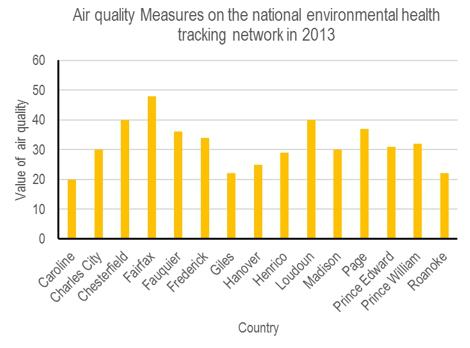 Air quality Measures on the national environmental health
tracking network in 2013
Value of air quality
60
50
40
30
20
10
0
Caroline
Charles City
Chesterfield
Fairfax
Fauquier
Frederick
Giles
Hanover
Henrico
Loudoun
Madison
Page
Prince Edward
Prince William
Roanoke
Country